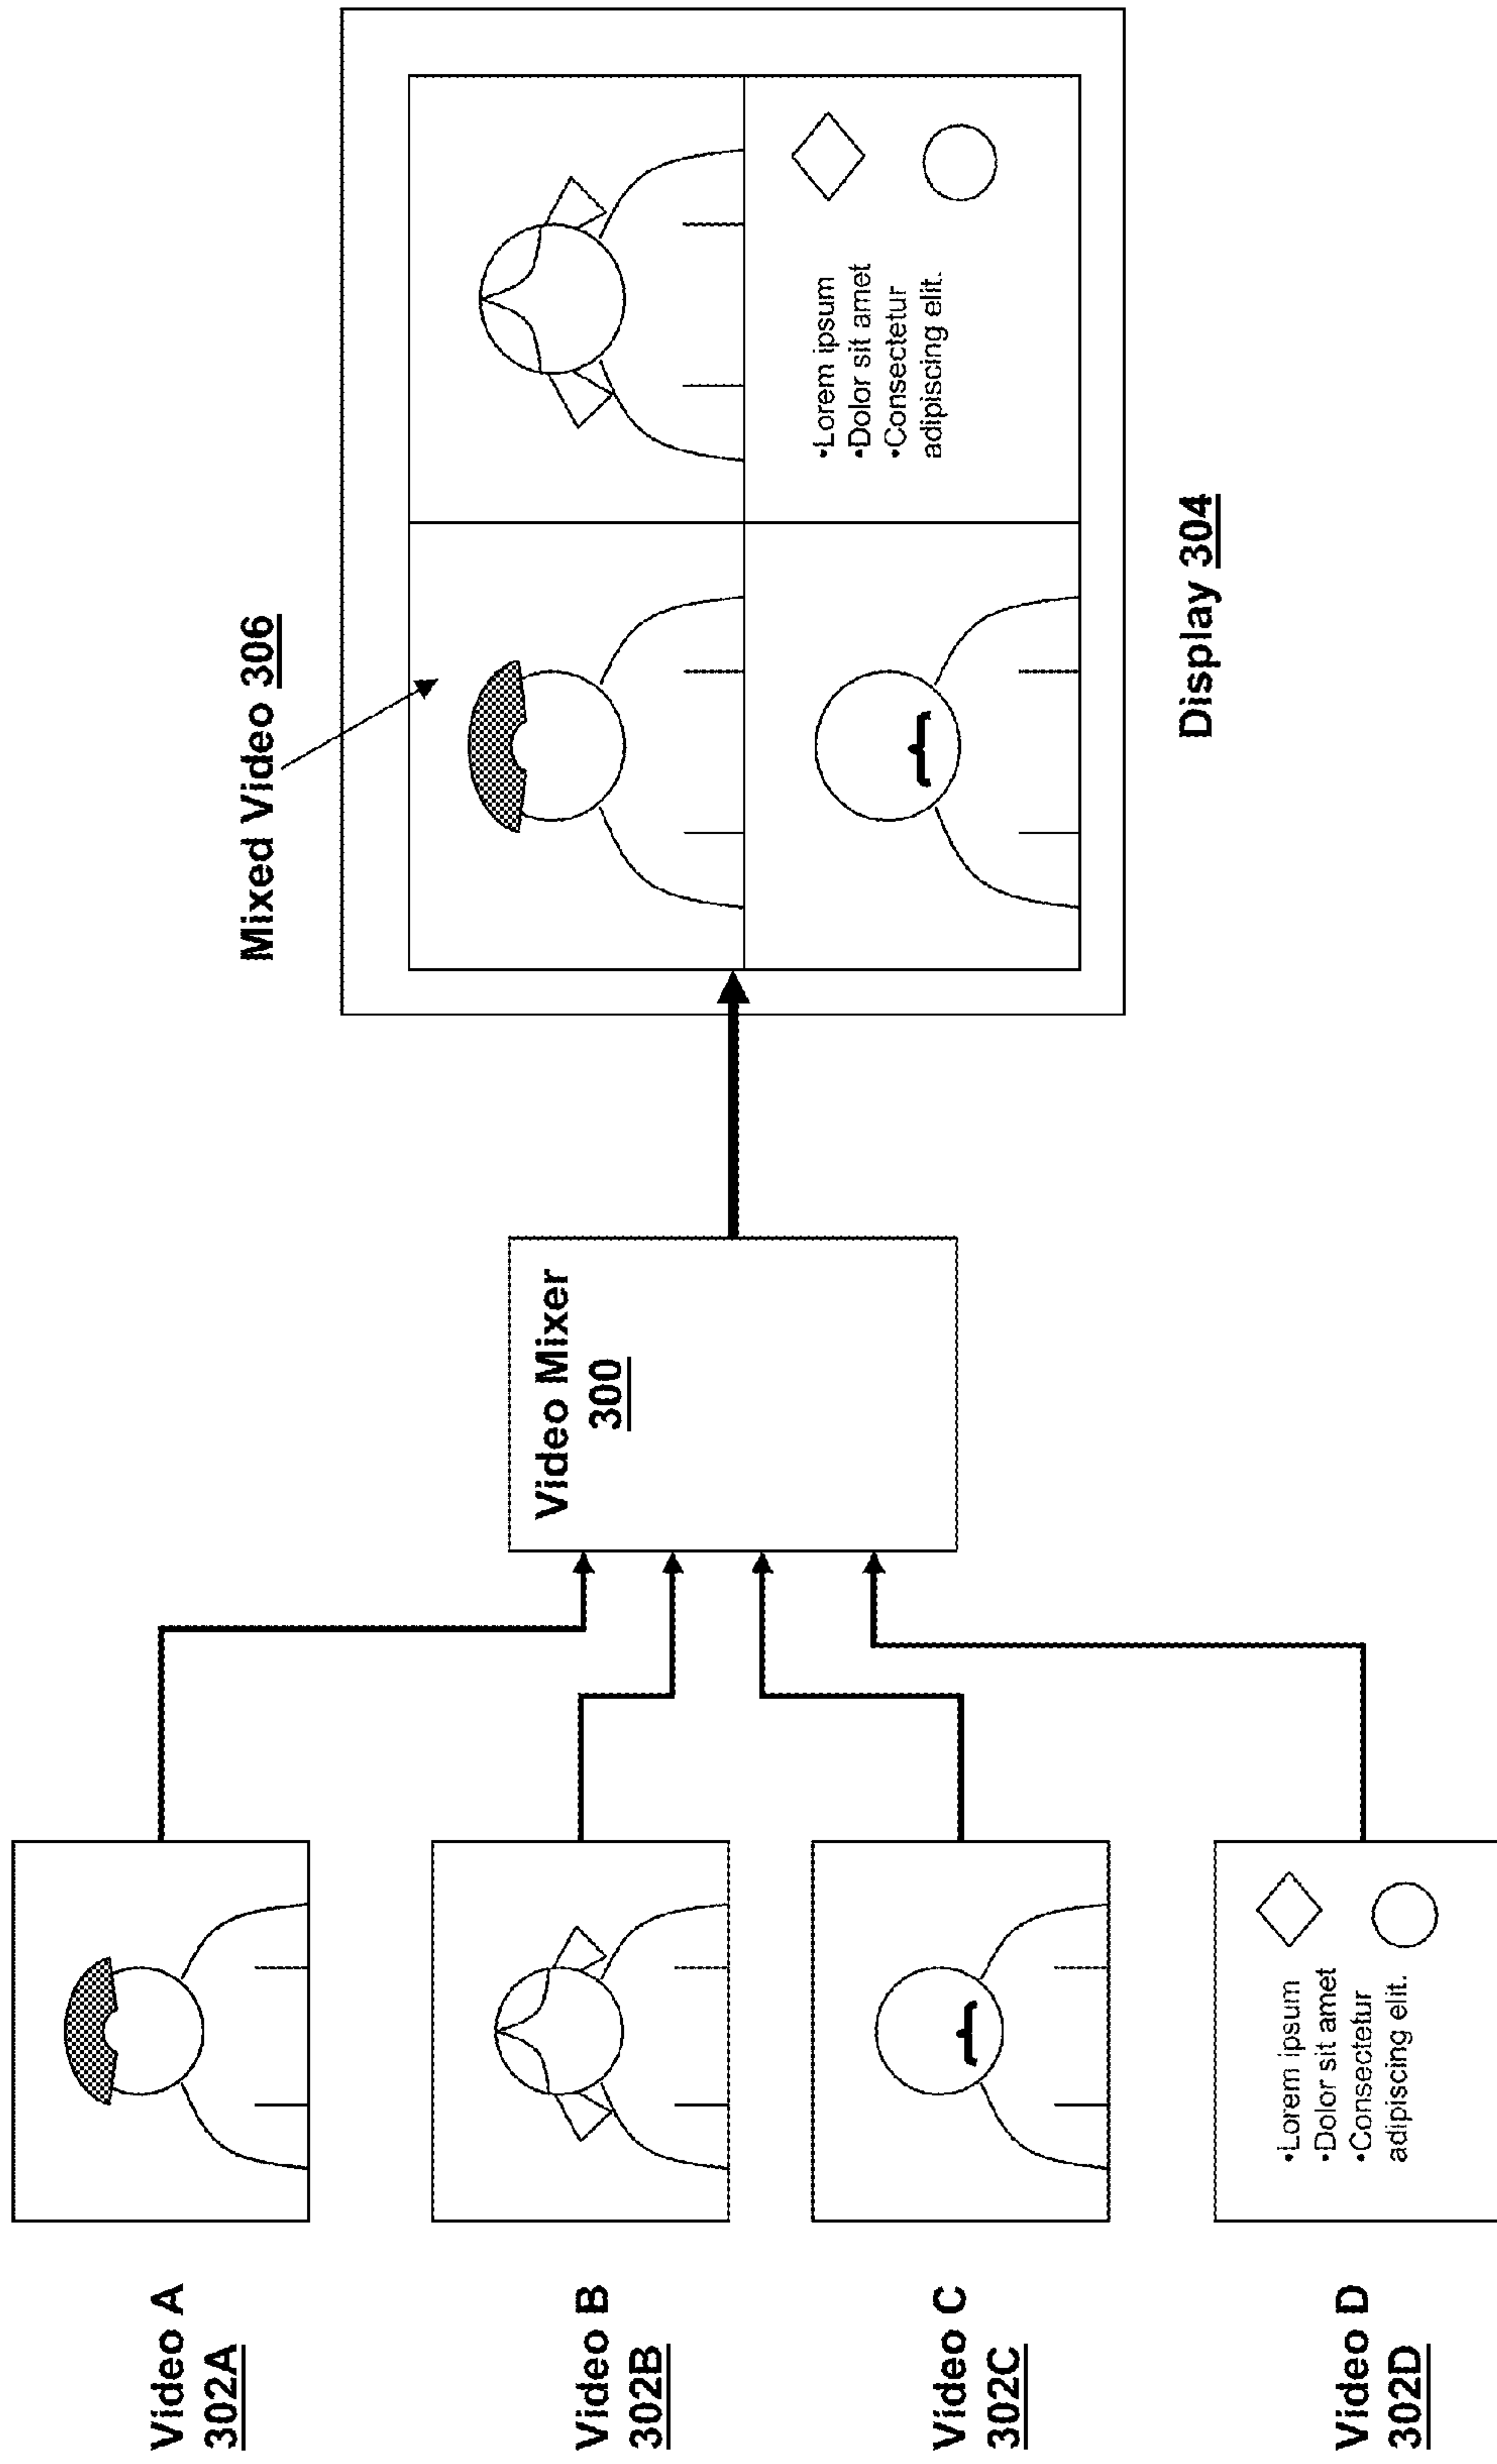 Video A
302A
•Lorem ipsum
•Dolor sit amet
•Consectetur
adipiscing elit.
Video B
302B
Video C
302C
Video D
302D
Video Mixer
300
Mixed Video 306
•Lorem ipsum
•Dolor sit amet
•Consectetur
adipiscing elit.
Display 304